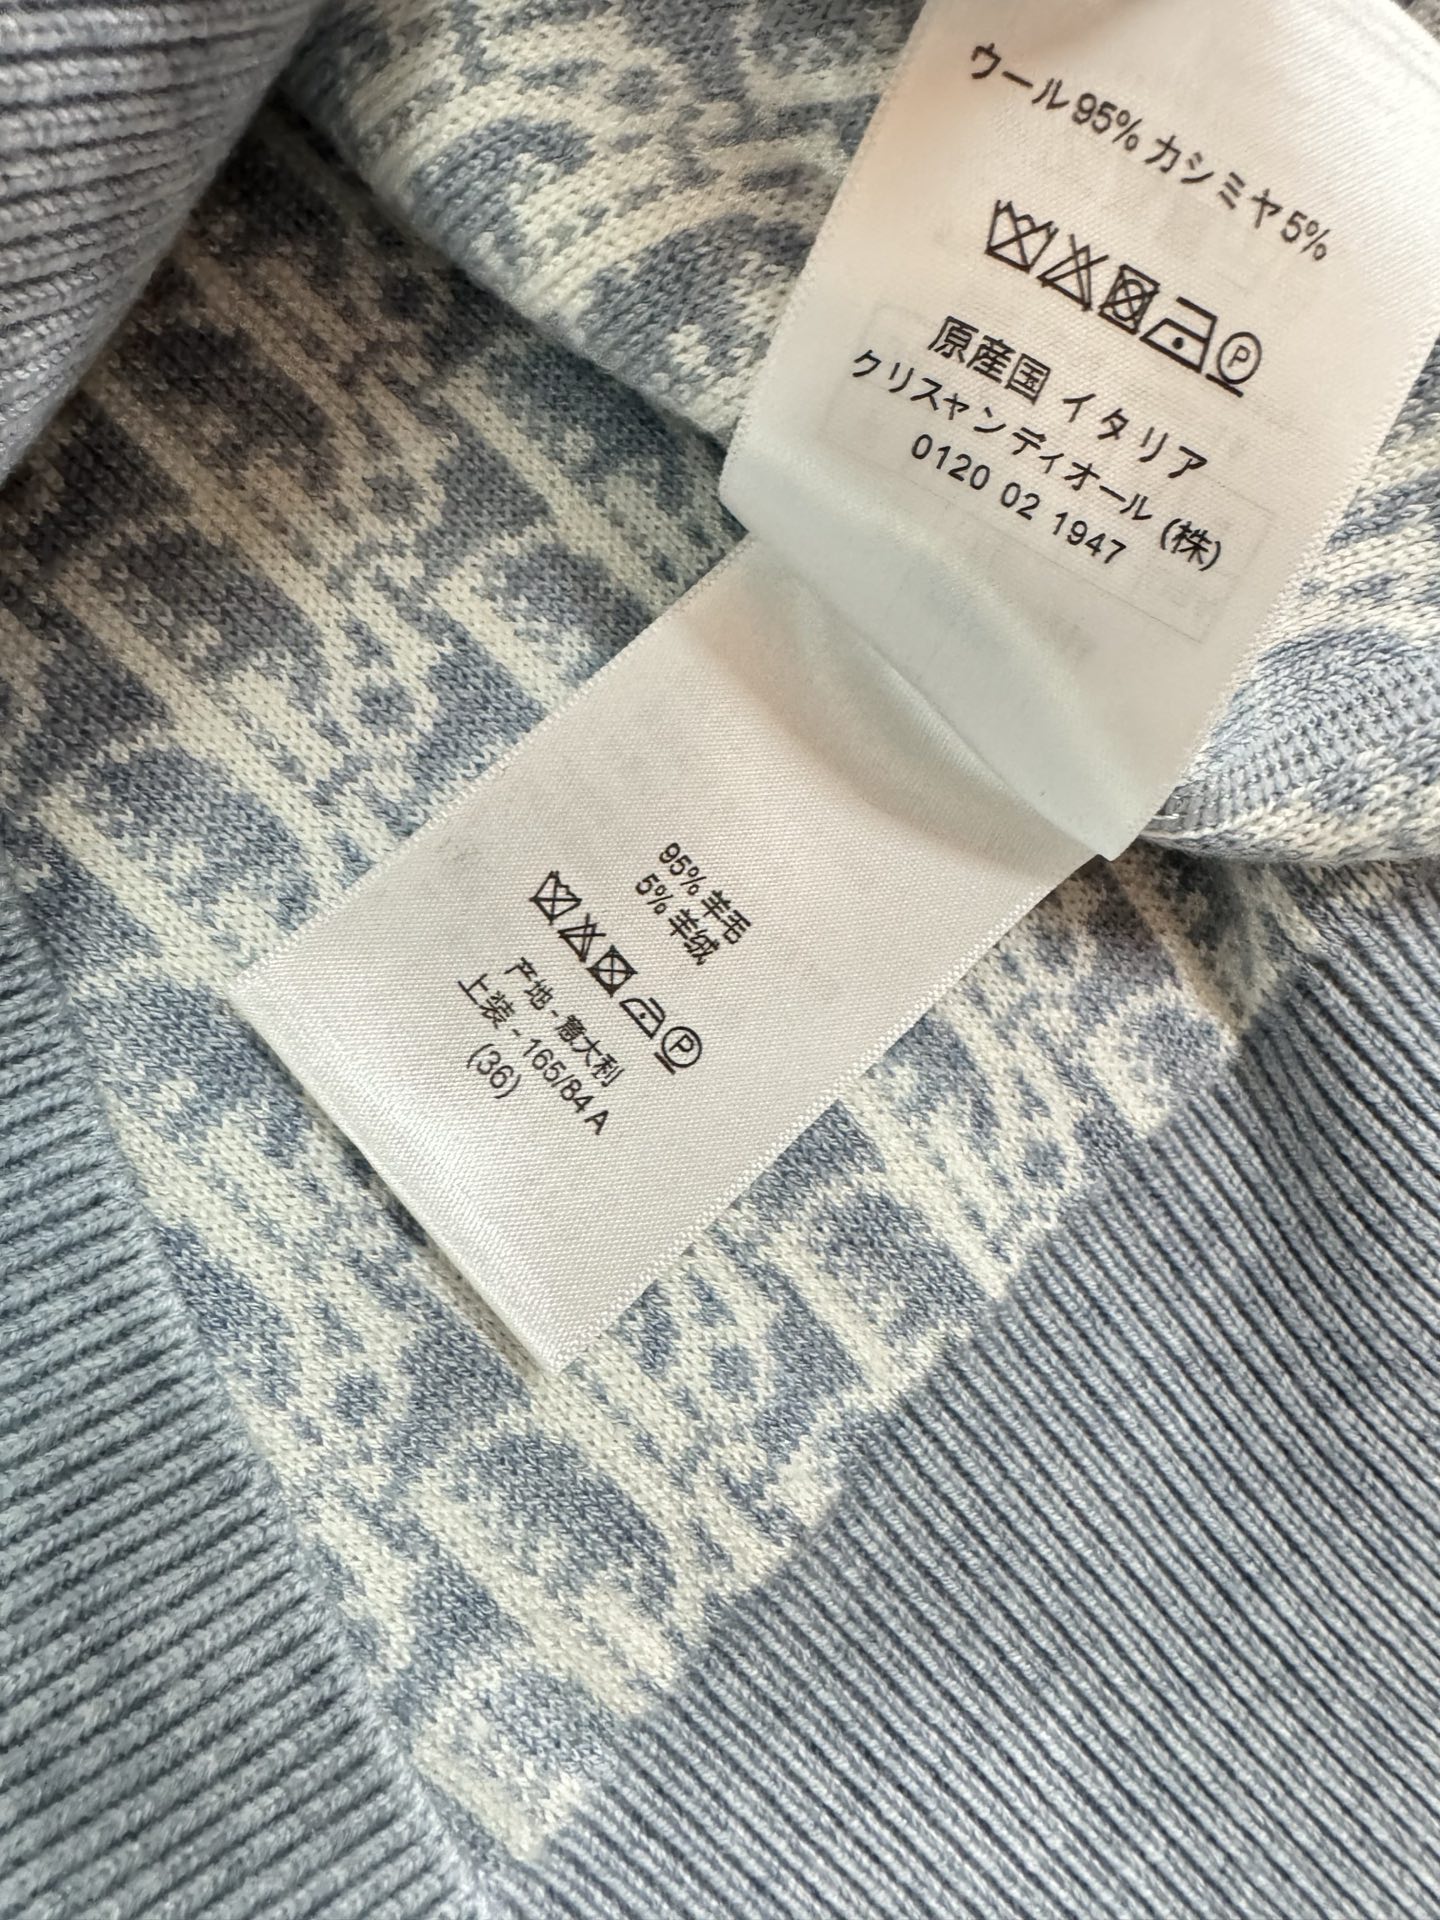 ウール95% カシミヤ5%
P
原産国 イタリア
クリスチャン ディオール (株)
0120 02 1947
95% 羊毛
5% 羊绒
P
产地 - 意大利
上装 - 165/84 A
(36)